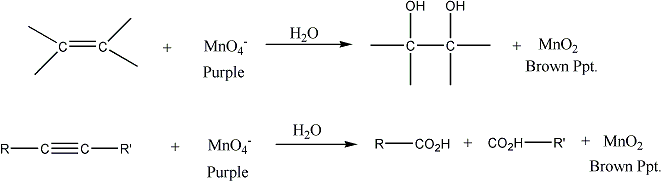 OH OH
C C + MnO4- H2O C C + MnO2
Purple Brown Ppt.
R C C R' + MnO4- H2O R CO2H + CO2H R' + MnO2
Purple Brown Ppt.